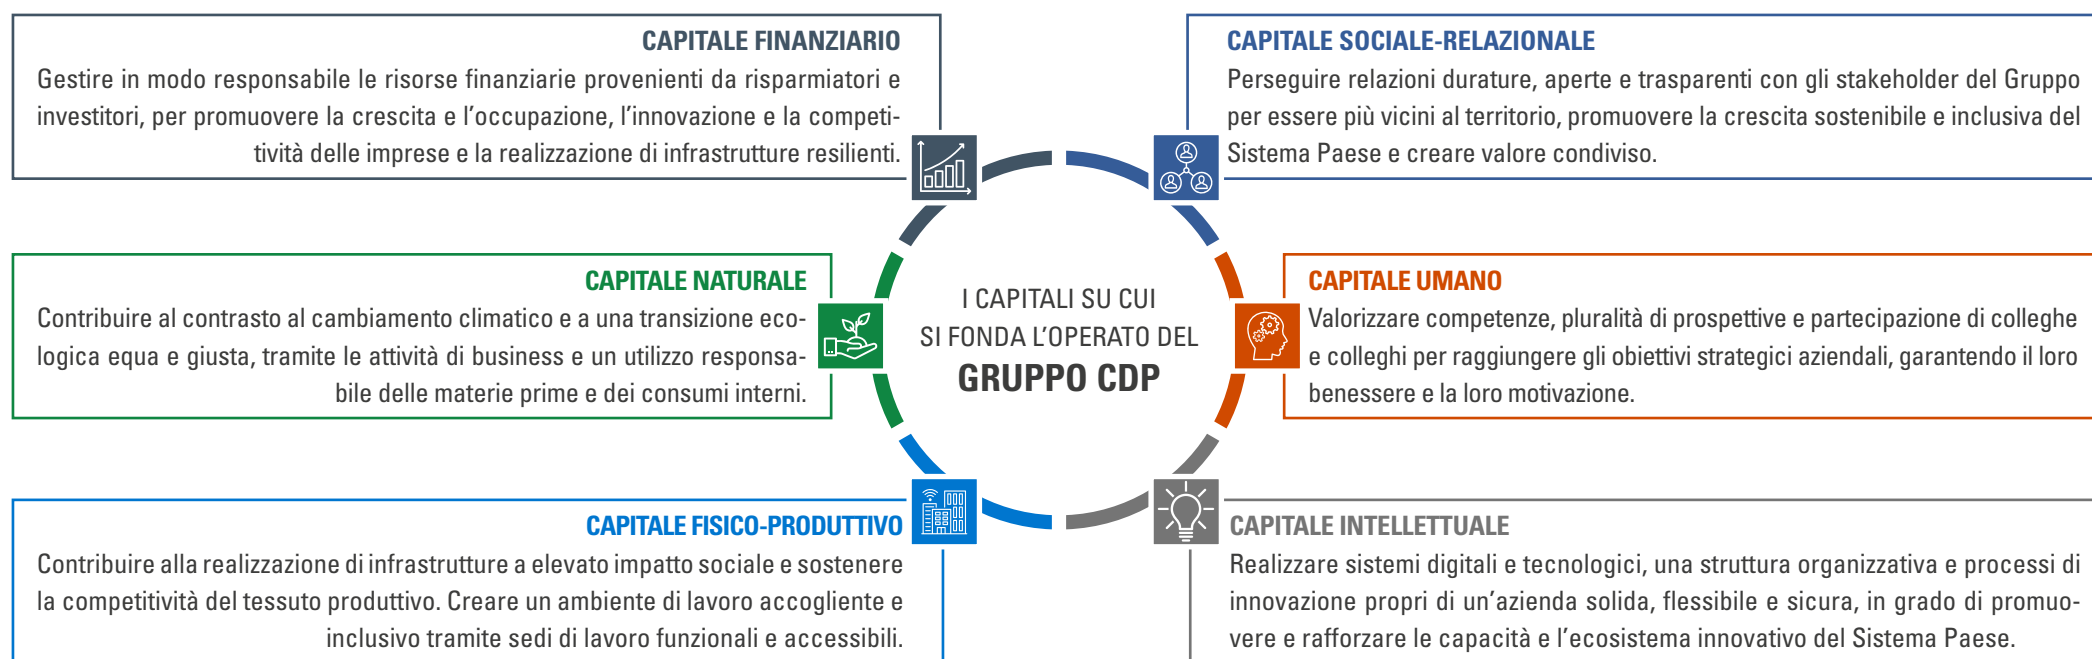 CAPITALE FINANZIARIO
Gestire in modo responsabile le risorse finanziarie provenienti da risparmiatori e
investitori, per promuovere la crescita e l'occupazione, l'innovazione e la competi-
tività delle imprese e la realizzazione di infrastrutture resilienti.
CAPITALE SOCIALE-RELAZIONALE
Perseguire relazioni durature, aperte e trasparenti con gli stakeholder del Gruppo
per essere più vicini al territorio, promuovere la crescita sostenibile e inclusiva del
Sistema Paese e creare valore condiviso.
CAPITALE NATURALE
Contribuire al contrasto al cambiamento climatico e a una transizione eco-
logica equa e giusta, tramite le attività di business e un utilizzo responsa-
bile delle materie prime e dei consumi interni.
I CAPITALI SU CUI
SI FONDA L'OPERATO DEL
GRUPPO CDP
CAPITALE UMANO
Valorizzare competenze, pluralità di prospettive e partecipazione di colleghe
e colleghi per raggiungere gli obiettivi strategici aziendali, garantendo il loro
benessere e la loro motivazione.
CAPITALE FISICO-PRODUTTIVO
Contribuire alla realizzazione di infrastrutture a elevato impatto sociale e sostenere
la competitività del tessuto produttivo. Creare un ambiente di lavoro accogliente e
inclusivo tramite sedi di lavoro funzionali e accessibili.
CAPITALE INTELLETTUALE
Realizzare sistemi digitali e tecnologici, una struttura organizzativa e processi di
innovazione propri di un'azienda solida, flessibile e sicura, in grado di promuo-
vere e rafforzare le capacità e l'ecosistema innovativo del Sistema Paese.